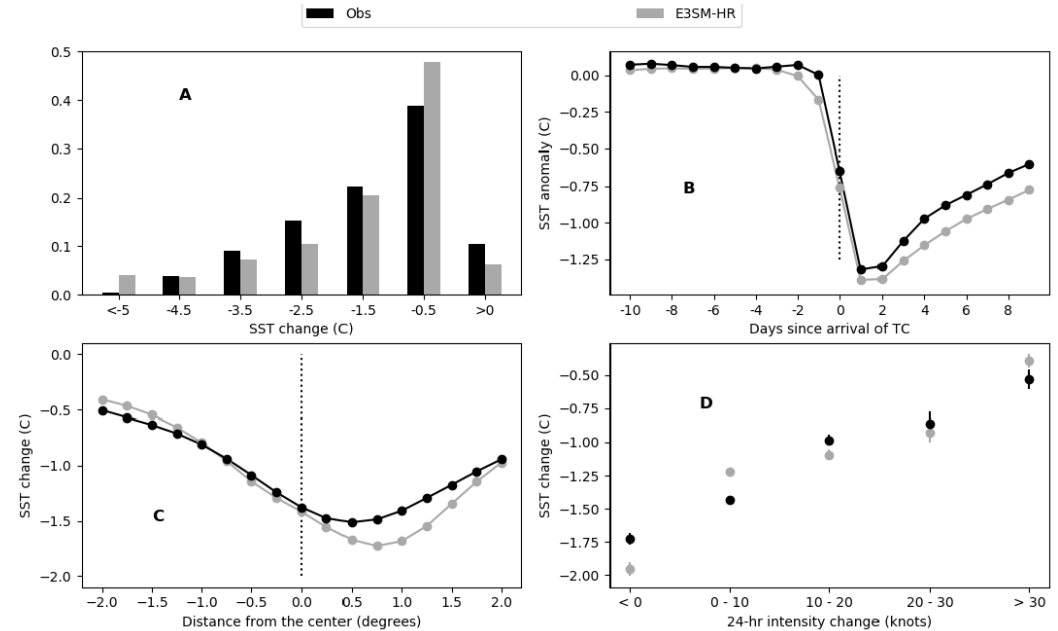 Obs E3SM-HR
0.5
0.4
0.3
0.2
0.1
0.0
A
<-5 -4.5 -3.5 -2.5 -1.5 -0.5 >0
SST change (C)
0.00
−0.25
−0.50
−0.75
−1.00
−1.25
SST anomaly (C)
B
-10 -8 -6 -4 -2 0 2 4 6 8
Days since arrival of TC
0.0
−0.5
−1.0
−1.5
−2.0
SST change (C)
C
−2.0 −1.5 −1.0 −0.5 0.0 0.5 1.0 1.5 2.0
Distance from the center (degrees)
−0.50
−0.75
−1.00
−1.25
−1.50
−1.75
−2.00
SST change (C)
D
< 0 0 - 10 10 - 20 20 - 30 > 30
24-hr intensity change (knots)